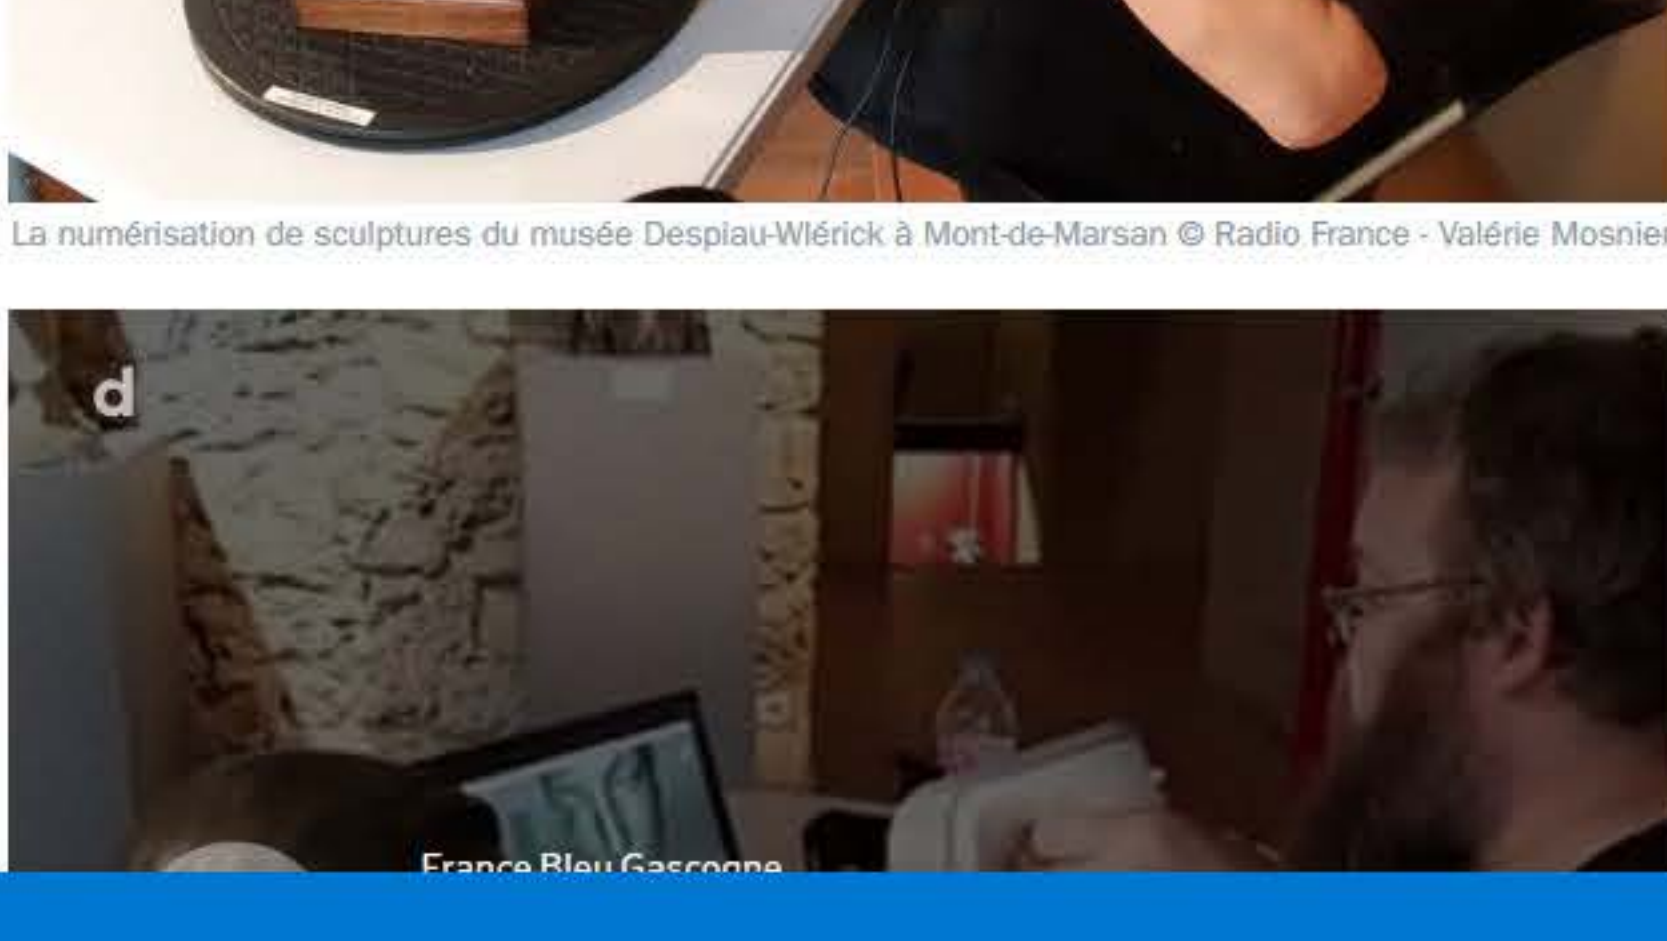 La numérisation de sculptures du musée Despiau-Wlérick à Mont-de-Marsan © Radio France - Valérie Mosnier
d
France Bleu Gascogne